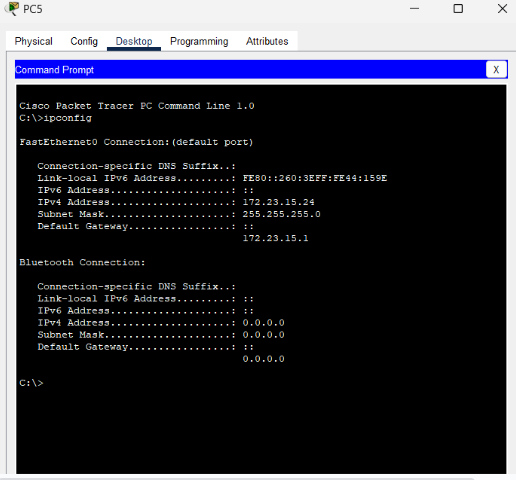 PC5
Physical Config Desktop Programming Attributes
Command Prompt
X
Cisco Packet Tracer PC Command Line 1.0
C:\>ipconfig
FastEthernet0 Connection:(default port)
Connection-specific DNS Suffix..:
Link-local IPv6 Address.........: FE80::260:3EFF:FE44:159E
IPv6 Address....................: ::
IPv4 Address....................: 172.23.15.24
Subnet Mask.....................: 255.255.255.0
Default Gateway.................: ::
172.23.15.1
Bluetooth Connection:
Connection-specific DNS Suffix..:
Link-local IPv6 Address.........: ::
IPv6 Address....................: ::
IPv4 Address....................: 0.0.0.0
Subnet Mask.....................: 0.0.0.0
Default Gateway.................: ::
0.0.0.0
C:\>